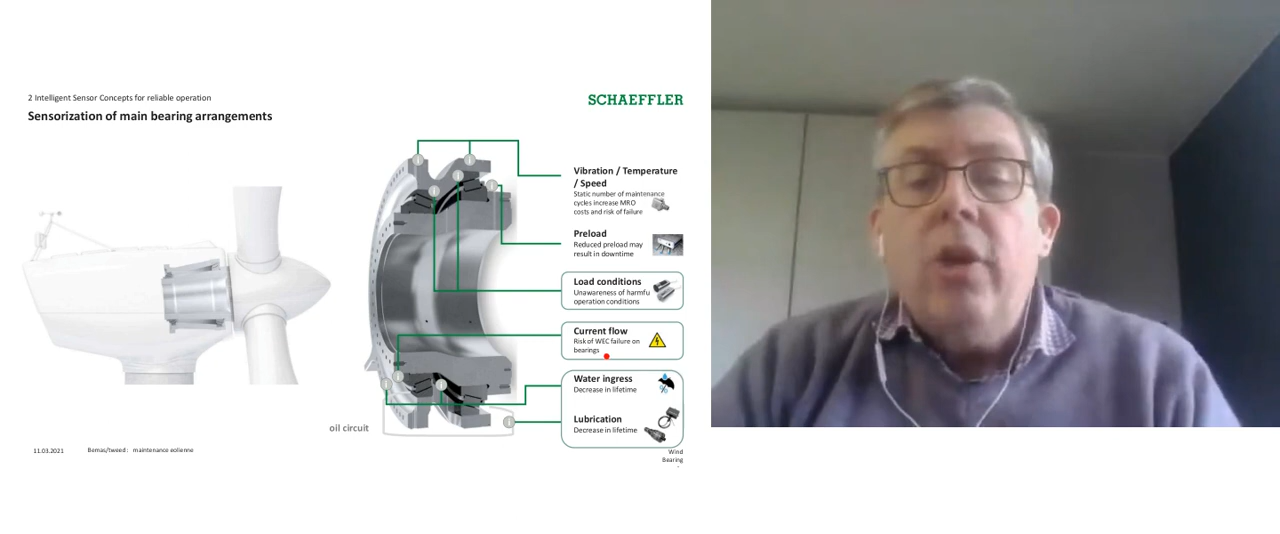 2 Intelligent Sensor Concepts for reliable operation
SCHAEFFLER
Sensorization of main bearing arrangements
Vibration / Temperature
/ Speed
Static number of maintenance
cycles increase MRO
costs and risk of failure
Preload
Reduced preload may
result in downtime
Load conditions
Unawareness of harmfu
operation conditions
Current flow
Risk of WEC failure on
bearings
Water ingress
Decrease in lifetime
Lubrication
Decrease in lifetime
oil circuit
11.03.2021
Bemas/tweed : maintenance eolienne
Wind
Bearing